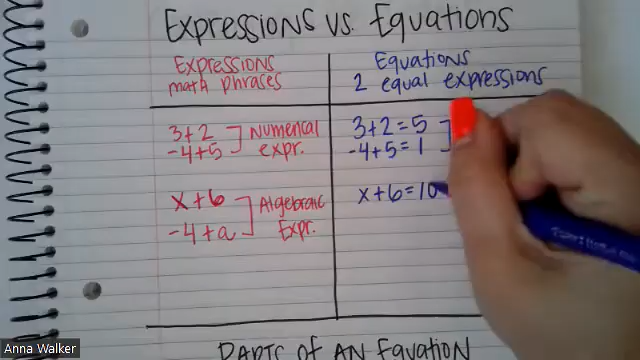 Expressions vs. Equations
Expressions
math phrases
Equations
2 equal expressions
3+2
-4+5
Numerical
expr.
3+2=5
-4+5=1
x+6
-4+a
Algebraic
Expr.
x+6=10
PARTS OF AN EQUATION
Anna Walker